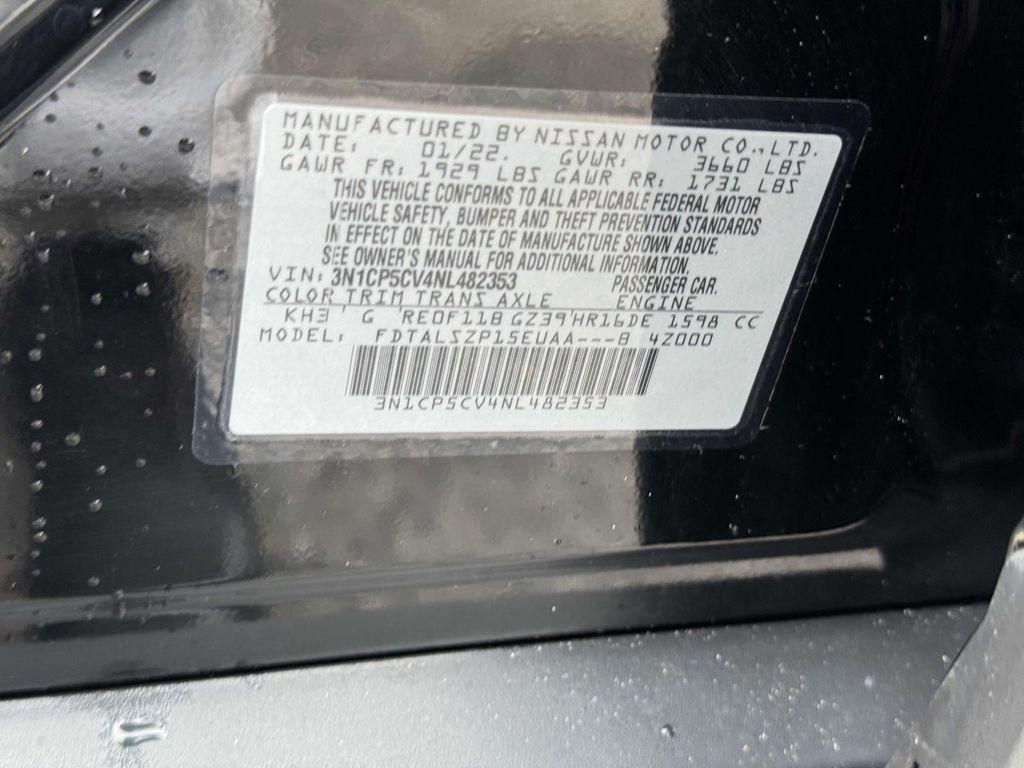 MANUFACTURED BY NISSAN MOTOR CO.,LTD.
DATE: 01/22. GVWR: 3660 LBS
GAWR FR: 1929 LBS GAWR RR: 1731 LBS
THIS VEHICLE CONFORMS TO ALL APPLICABLE FEDERAL MOTOR
VEHICLE SAFETY, BUMPER AND THEFT PREVENTION STANDARDS
IN EFFECT ON THE DATE OF MANUFACTURE SHOWN ABOVE.
SEE OWNER'S MANUAL FOR ADDITIONAL INFORMATION.
VIN: 3N1CP5CV4NL482353 PASSENGER CAR.
COLOR TRIM TRANS AXLE ENGINE
KH3 ' G ' RE0F11B GZ39'HR16DE 1598 CC
MODEL: FDTALSZP15EUAA---B 4Z000
3N1CP5CV4NL482353